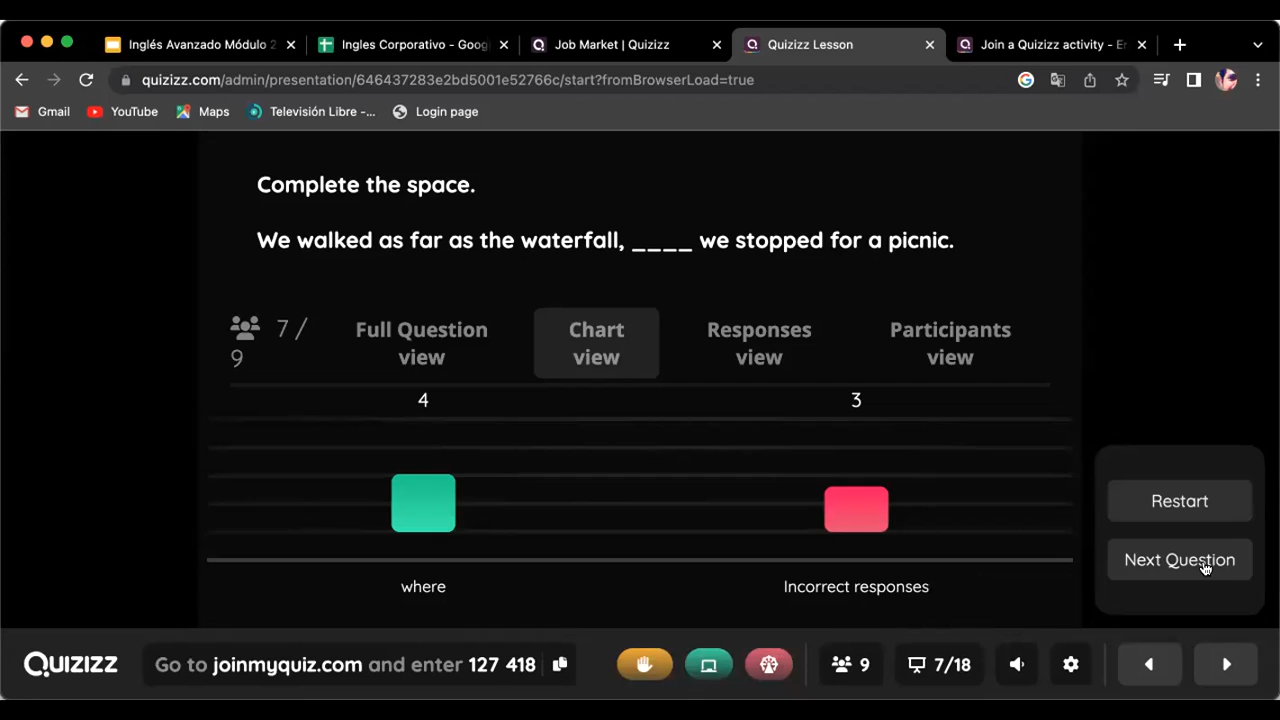 Inglés Avanzado Módulo 2
Ingles Corporativo - Goog
Job Market | Quizizz
Quizizz Lesson
Join a Quizizz activity - Er
quizizz.com/admin/presentation/646437283e2bd5001e52766c/start?fromBrowserLoad=true
Gmail
YouTube
Maps
Televisión Libre -...
Login page
Complete the space.
We walked as far as the waterfall, ____ we stopped for a picnic.
7 /
9
Full Question
view
Chart
view
Responses
view
Participants
view
4
3
where
Incorrect responses
Restart
Next Question
QUIZIZZ
Go to joinmyquiz.com and enter 127 418
9
7/18